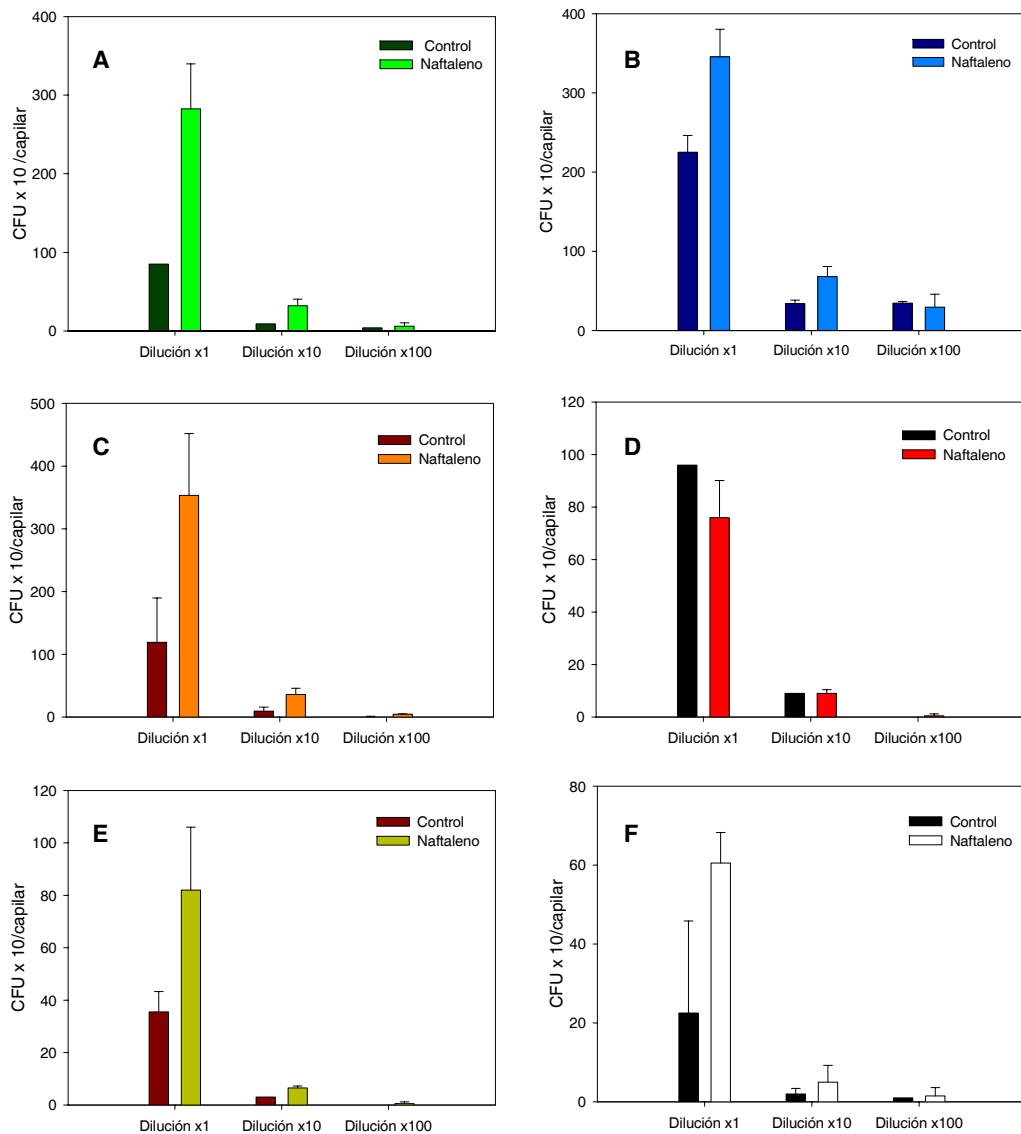 A
CFU x 10 /capilar
400
300
200
100
0
Control
Naftaleno
Dilución x1 Dilución x10 Dilución x100
B
CFU x 10/capilar
400
300
200
100
0
Control
Naftaleno
Dilución x1 Dilución x10 Dilución x100
C
CFU x 10/capilar
500
400
300
200
100
0
Control
Naftaleno
Dilución x1 Dilución x10 Dilución x100
D
CFU x 10/capilar
120
100
80
60
40
20
0
Control
Naftaleno
Dilución x1 Dilución x10 Dilución x100
E
CFU x 10/capilar
120
100
80
60
40
20
0
Control
Naftaleno
Dilución x1 Dilución x10 Dilución x100
F
CFU x 10/capilar
80
60
40
20
0
Control
Naftaleno
Dilución x1 Dilución x10 Dilución x100